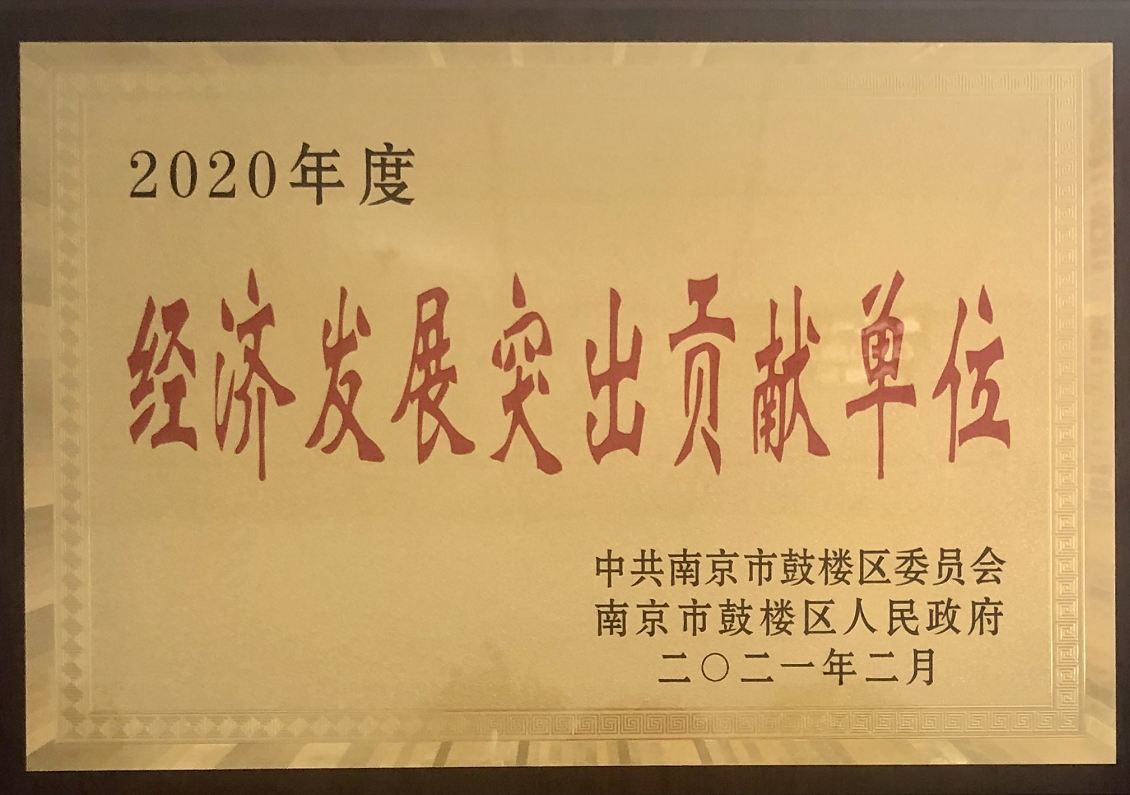 2020年度
经济发展突出贡献单位
中共南京市鼓楼区委员会
南京市鼓楼区人民政府
二〇二一年二月